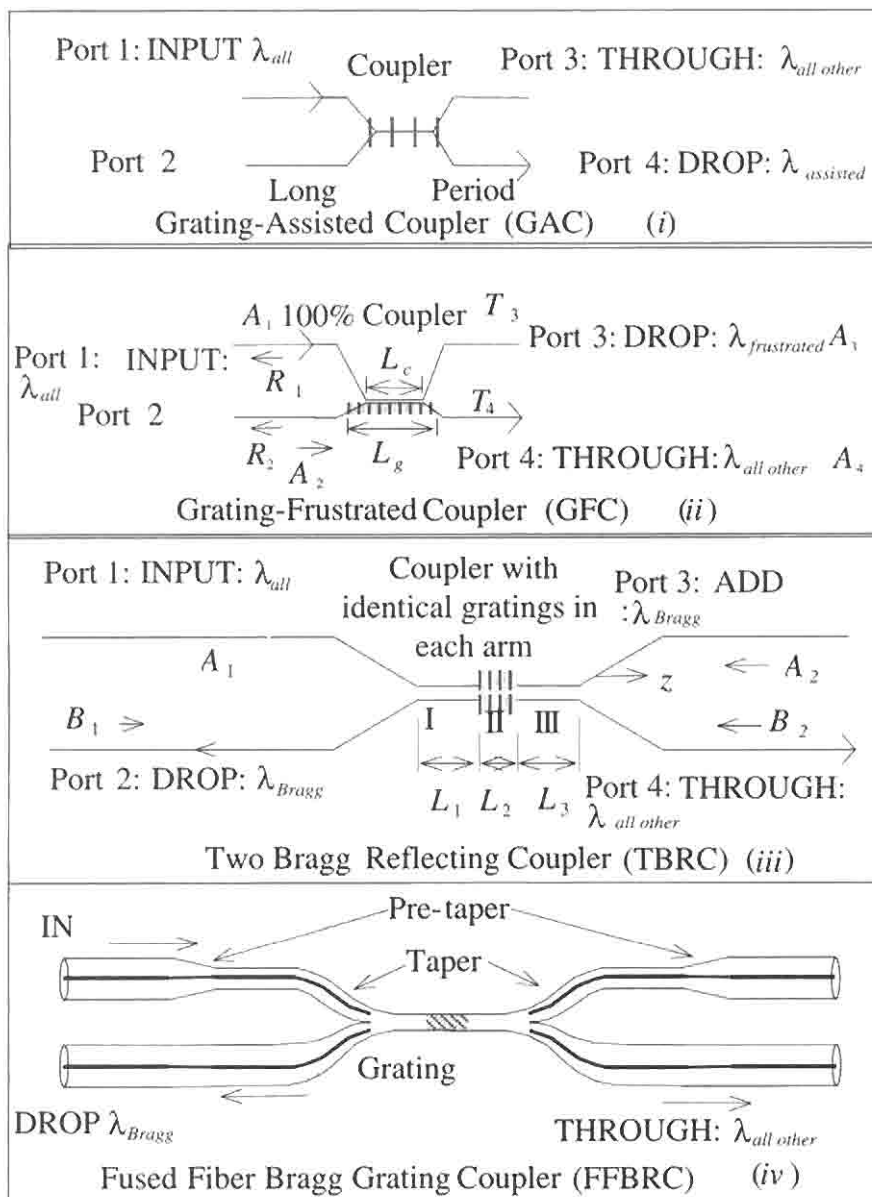 Port 1: INPUT λall
Coupler
Port 3: THROUGH: λall other
Port 2
Port 4: DROP: λassisted
Long
Period
Grating-Assisted Coupler (GAC) (i)
A1 100% Coupler T3
Port 3: DROP: λfrustrated A3
Port 1: INPUT:
λall
R1
Lc
Port 2
T4
R2
A2
Lg
Port 4: THROUGH: λall other A4
Grating-Frustrated Coupler (GFC) (ii)
Port 1: INPUT: λall
Coupler with
identical gratings in
each arm
Port 3: ADD
:λBragg
A1
z
A2
B1
I
II
III
B2
Port 2: DROP: λBragg
L1
L2
L3
Port 4: THROUGH:
λall other
Two Bragg Reflecting Coupler (TBRC) (iii)
IN
Pre-taper
Taper
Grating
DROP λBragg
THROUGH: λall other
Fused Fiber Bragg Grating Coupler (FFBRC) (iv)